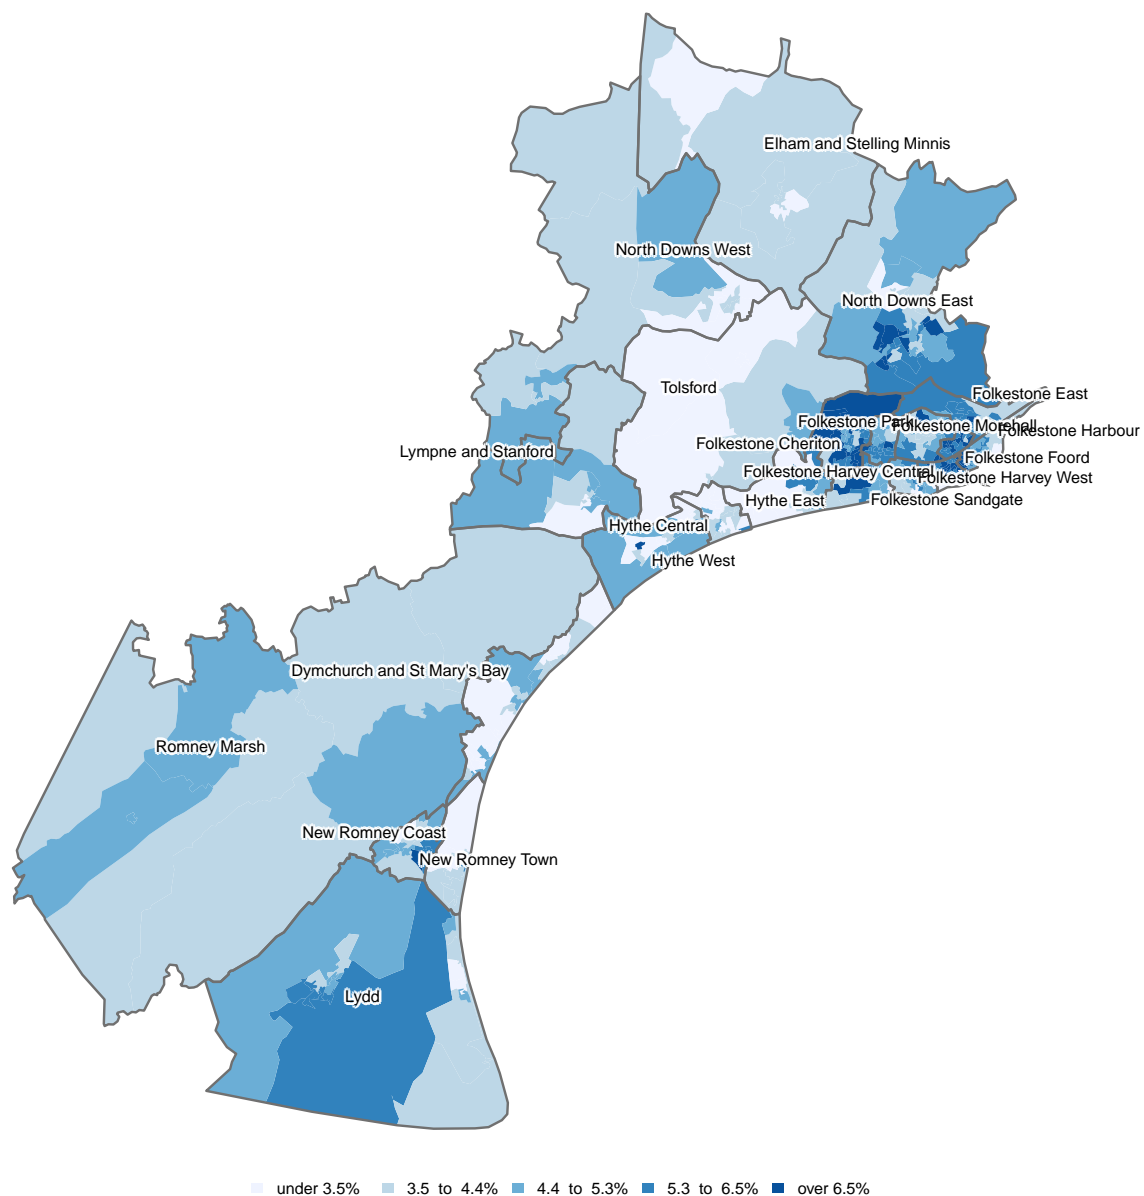 Elham and Stelling Minnis
North Downs West
North Downs East
Tolsford
Folkestone East
Folkestone Park
Folkestone Morehall
Folkestone Harbour
Folkestone Cheriton
Lympne and Stanford
Folkestone Foord
Folkestone Harvey Central
Folkestone Harvey West
Hythe East
Folkestone Sandgate
Hythe Central
Hythe West
Dymchurch and St Mary's Bay
Romney Marsh
New Romney Coast
New Romney Town
Lydd
under 3.5% 3.5 to 4.4% 4.4 to 5.3% 5.3 to 6.5% over 6.5%